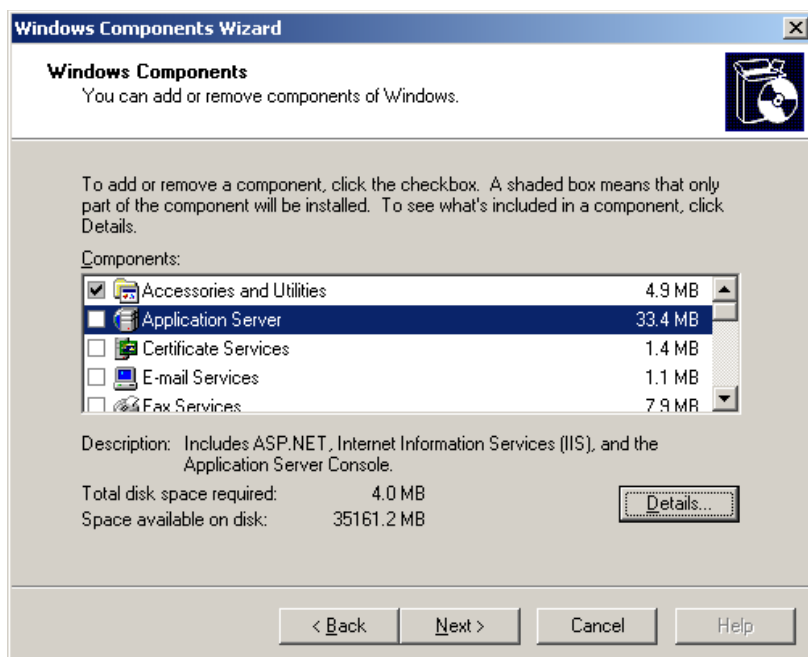 Windows Components Wizard
Windows Components
You can add or remove components of Windows.
To add or remove a component, click the checkbox. A shaded box means that only
part of the component will be installed. To see what's included in a component, click
Details.
Components:
Accessories and Utilities 4.9 MB
Application Server 33.4 MB
Certificate Services 1.4 MB
E-mail Services 1.1 MB
Fax Services 7.9 MB
Description: Includes ASP.NET, Internet Information Services (IIS), and the
Application Server Console.
Total disk space required: 4.0 MB
Space available on disk: 35161.2 MB
Details...
< Back Next > Cancel Help